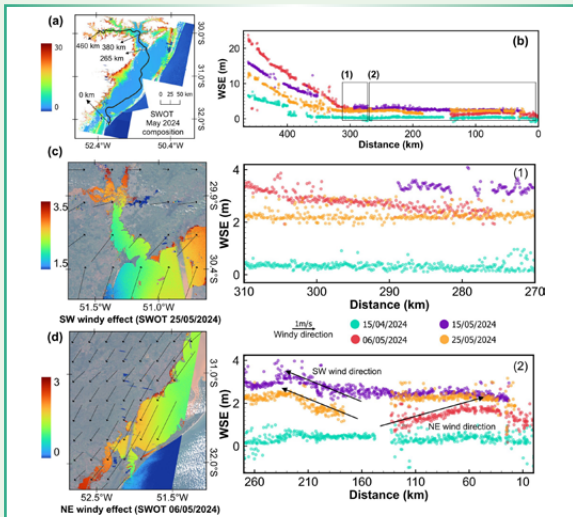 (a)
30
0
460 km
380 km
265 km
0 km
0 25 50 km
SWOT
May 2024
composition
30.0°S
31.0°S
32.0°S
52.4°W 50.4°W
(b)
WSE (m)
20
10
0
(1) (2)
400 300 200 100 0
Distance (km)
(c)
3.5
1.5
29.9°S
30.4°S
51.5°W 51.0°W
SW windy effect (SWOT 25/05/2024)
(1)
WSE (m)
4
2
0
310 300 290 280 270
Distance (km)
1m/s
Windy direction
15/04/2024
06/05/2024
15/05/2024
25/05/2024
(d)
3
0
31.0°S
32.0°S
52.5°W 51.5°W
NE windy effect (SWOT 06/05/2024)
(2)
WSE (m)
4
2
0
SW wind direction
NE wind direction
260 210 160 110 60 10
Distance (km)